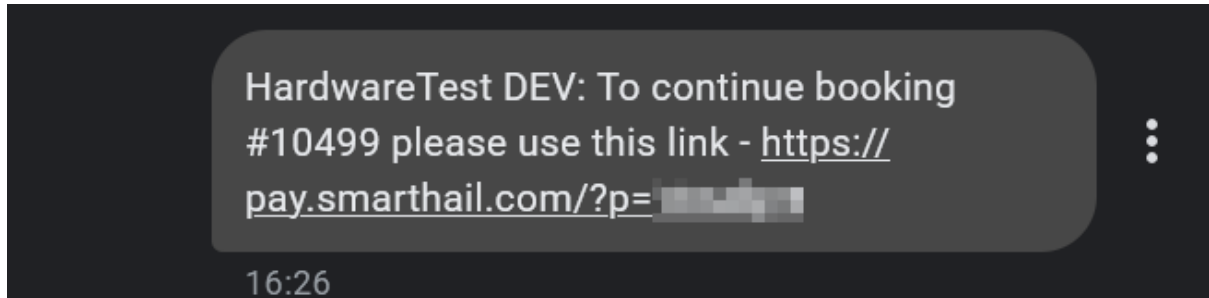 HardwareTest DEV: To continue booking
#10499 please use this link - https://
pay.smarthail.com/?p=
16:26